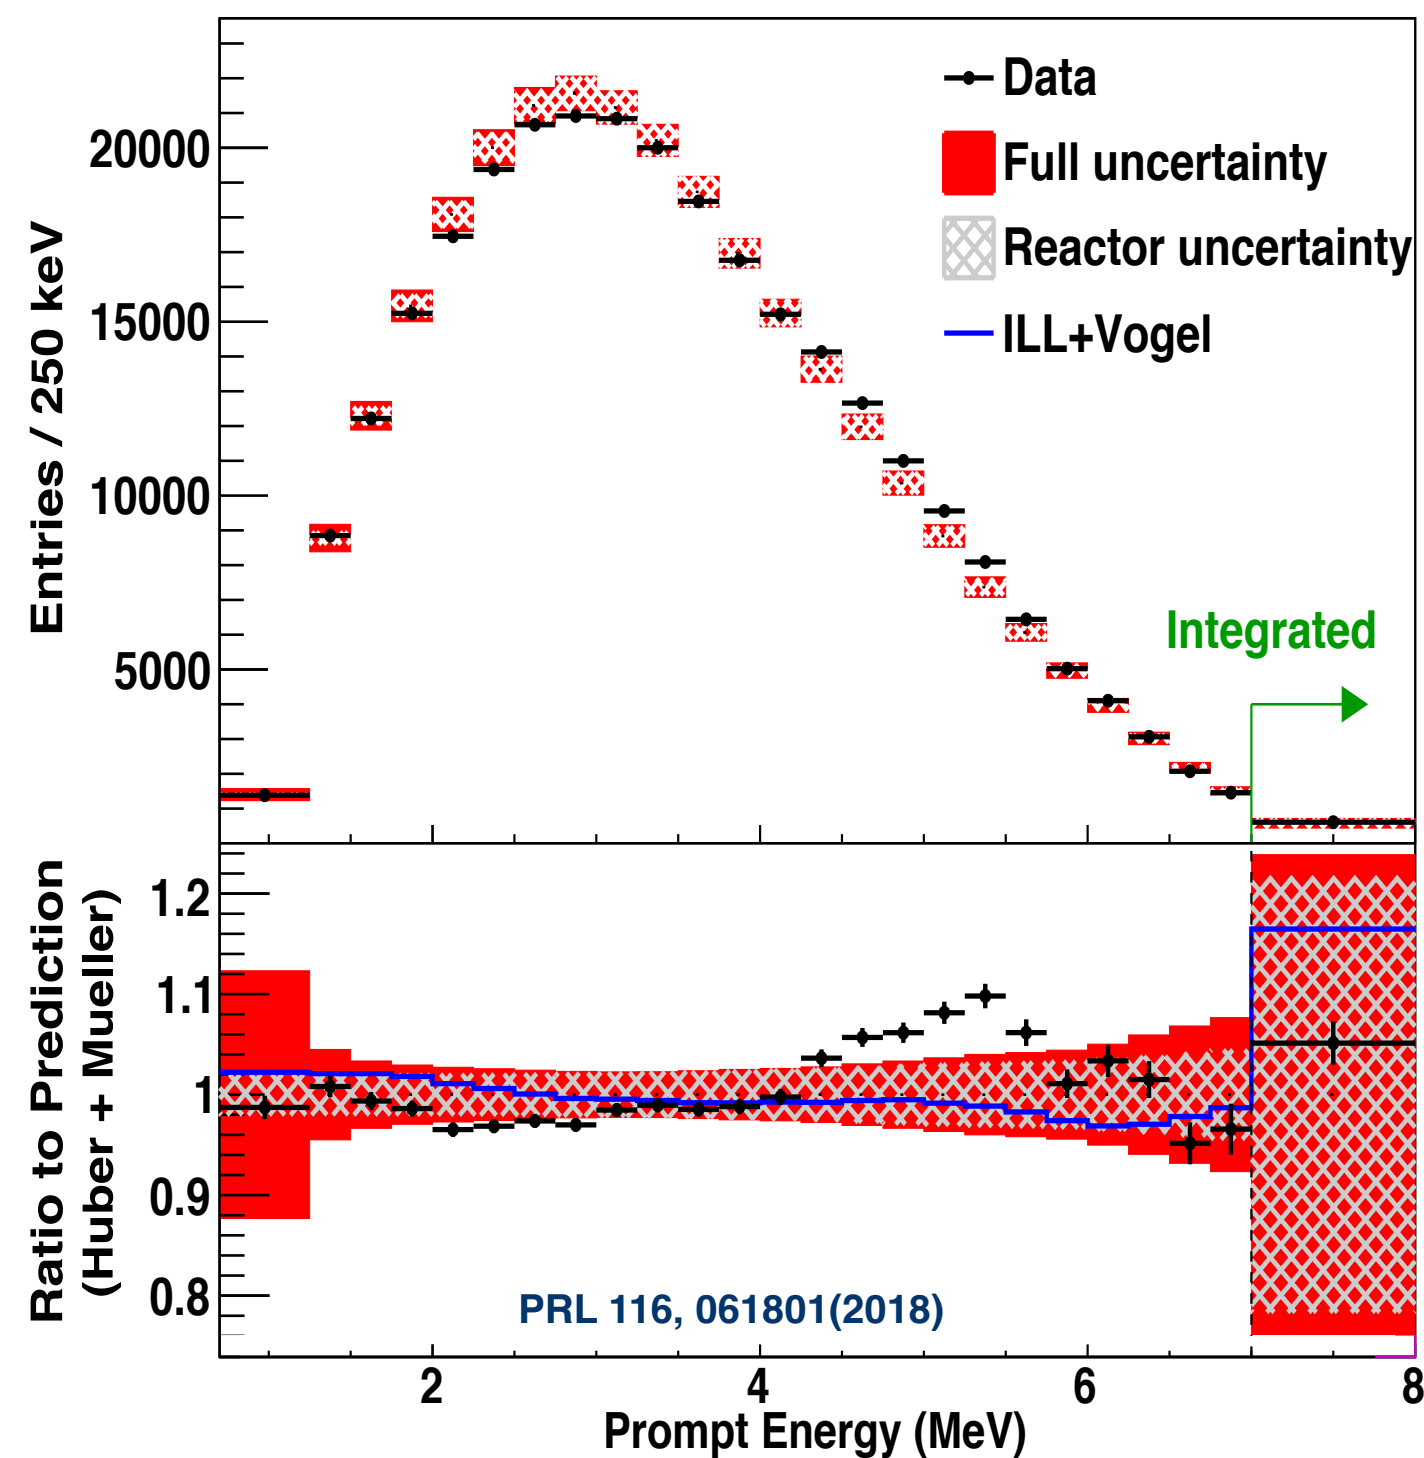 Entries / 250 keV
20000
15000
10000
5000
Data
Full uncertainty
Reactor uncertainty
ILL+Vogel
Integrated
Ratio to Prediction
(Huber + Mueller)
1.2
1.1
1
0.9
0.8
PRL 116, 061801(2018)
2 4 6 8
Prompt Energy (MeV)